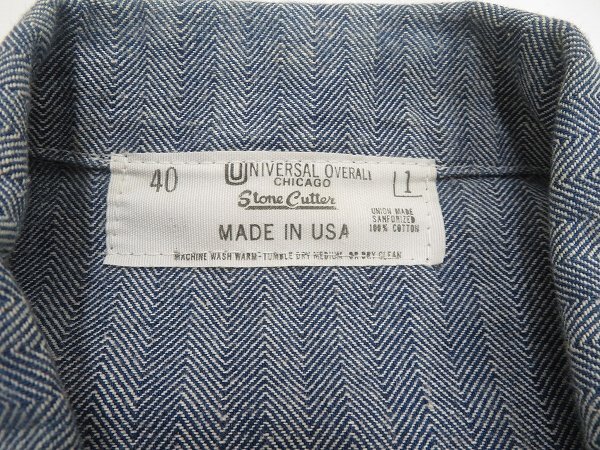 40
UNIVERSAL OVERALL
CHICAGO
L1
Stone Cutter
UNION MADE
SANFORIZED
100% COTTON
MADE IN USA
MACHINE WASH WARM-TUMBLE DRY MEDIUM OR DRY CLEAN